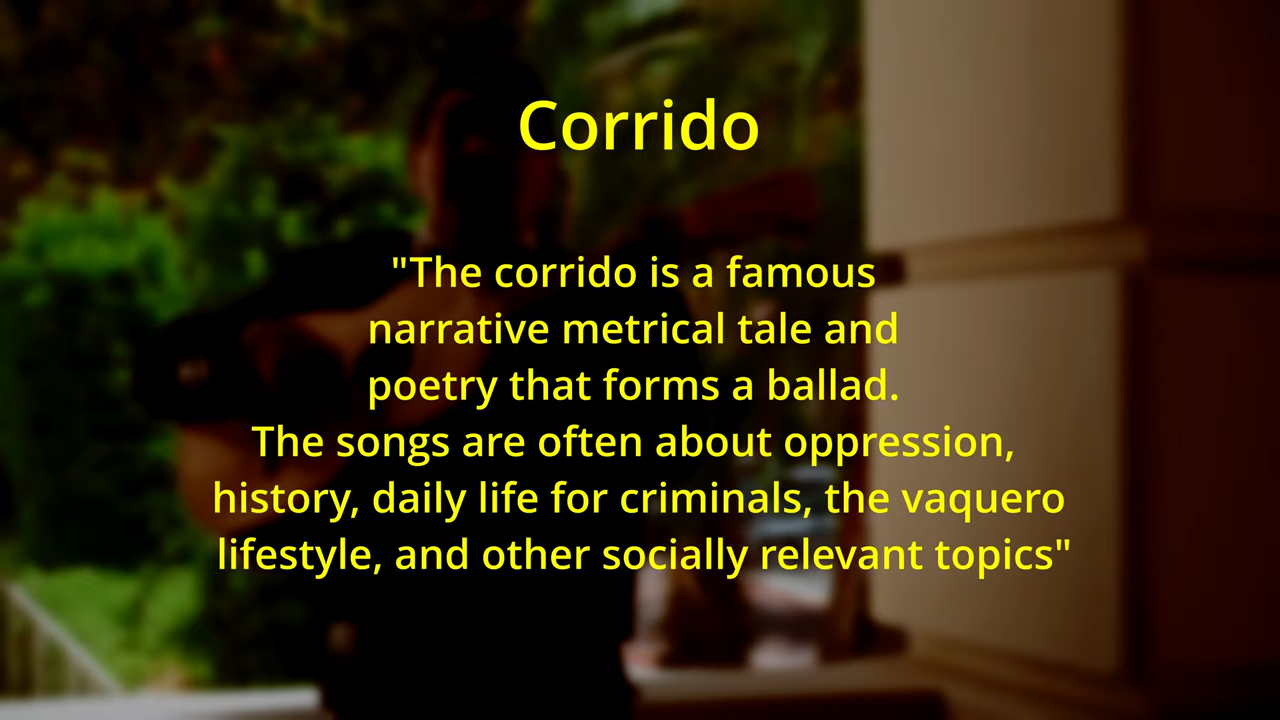 Corrido
"The corrido is a famous
narrative metrical tale and
poetry that forms a ballad.
The songs are often about oppression,
history, daily life for criminals, the vaquero
lifestyle, and other socially relevant topics"